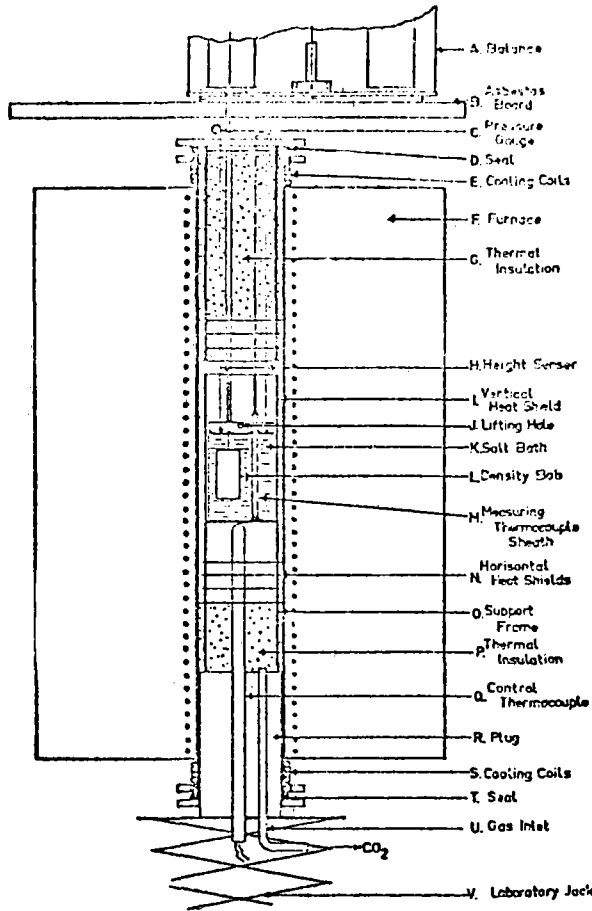 A. Balance
B. Asbestos
Board
C. Pressure
Gauge
D. Seal
E. Cooling Coils
F. Furnace
G. Thermal
Insulation
H. Height Senser
I. Vertical
Heat Shield
J. Lifting Hole
K. Salt Bath
L. Density Bob
M. Measuring
Thermocouple
Sheath
N. Horisontal
Heat Shields
O. Support
Frame
P. Thermal
Insulation
Q. Control
Thermocouple
R. Plug
S. Cooling Coils
T. Seal
U. Gas Inlet
CO2
V. Laboratory Jack